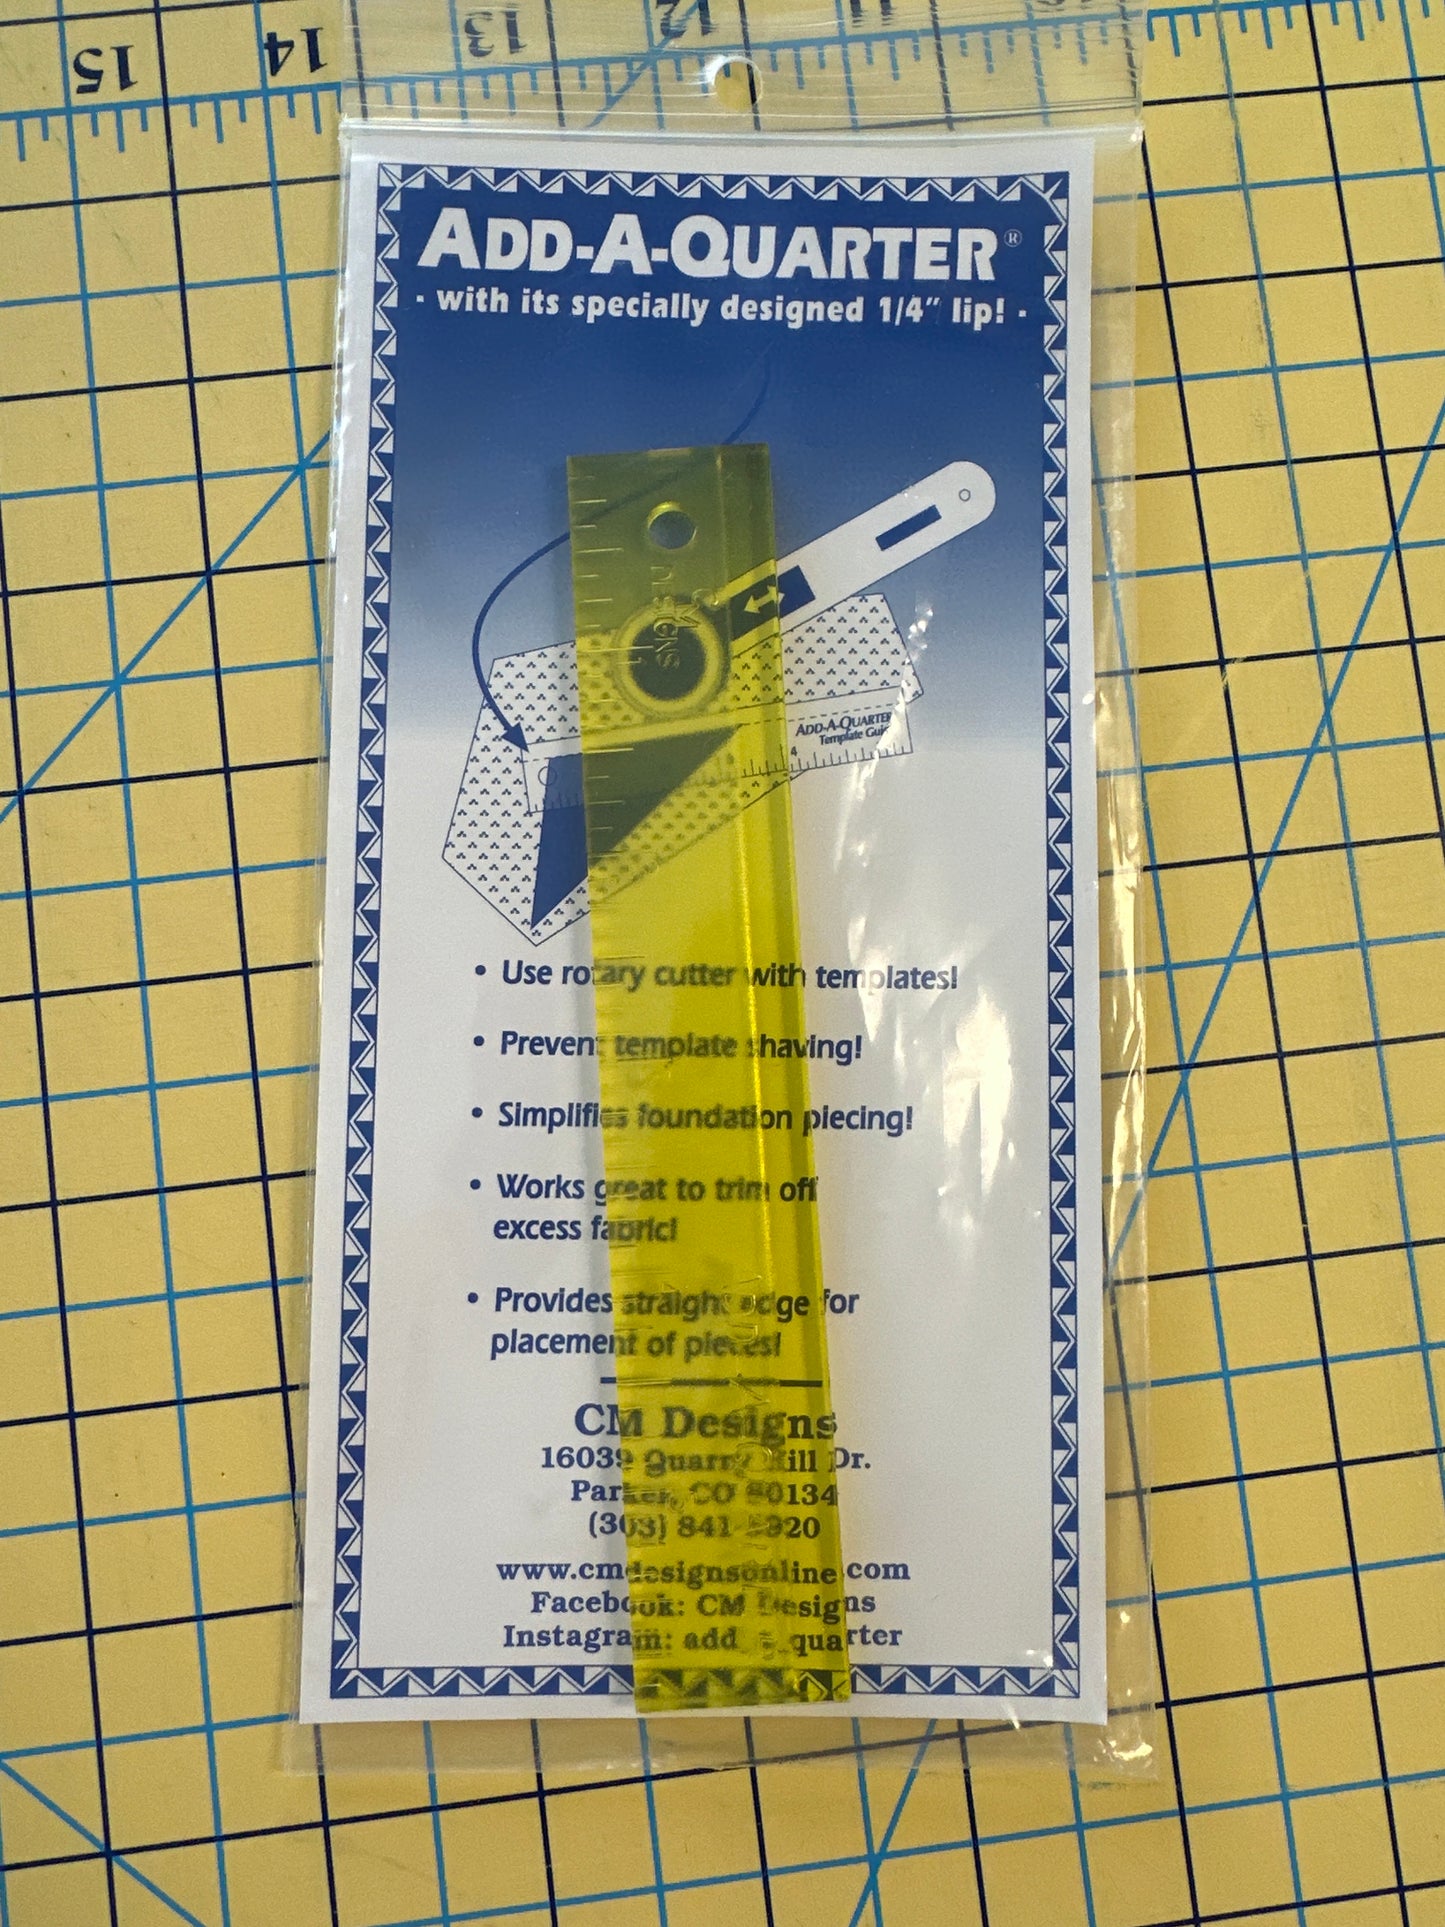 15 14 13 12
ADD-A-QUARTER®
· with its specially designed 1/4" lip! ·
DESIGNS
ADD-A-QUARTER
Template
4
• Use rotary cutter with templates!
• Prevent template shaving!
• Simplifies foundation piecing!
• Works great to trim off
excess fabric!
• Provides straight edge for
placement of pieces!
CM Designs
16039 Quarry Hill Dr.
Parker, CO 80134
(303) 841-5920
www.cmdesignsonline.com
Facebook: CM Designs
Instagram: add_a_quarter